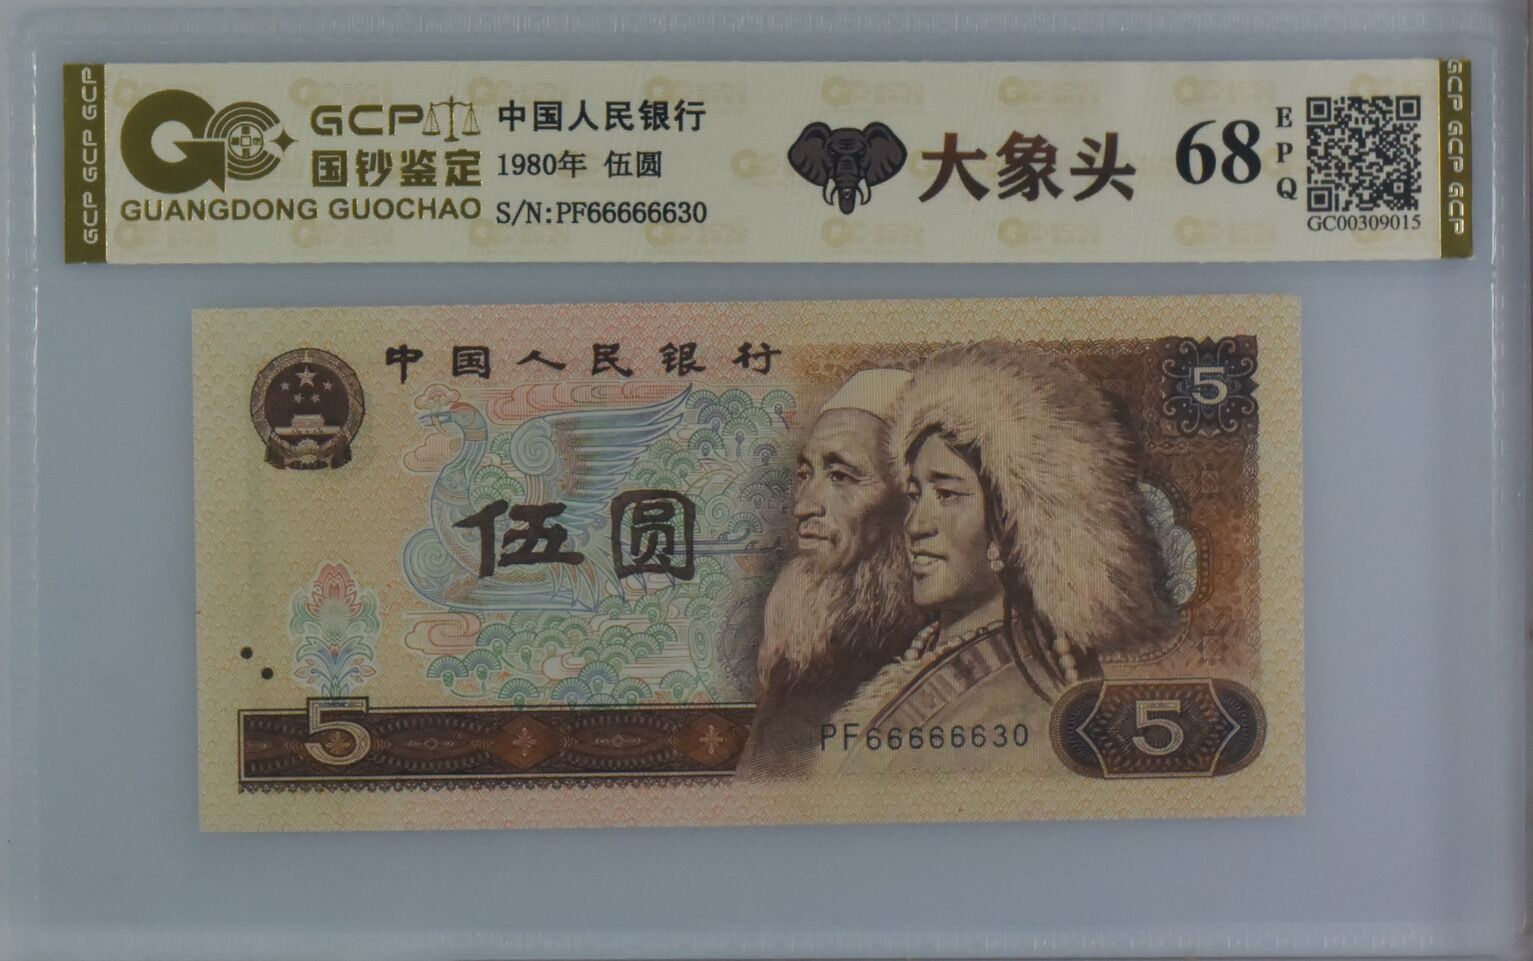 GCP GCP GCP
GCP
国钞鉴定
GUANGDONG GUOCHAO
中国人民银行
1980年 伍圆
S/N:PF66666630
大象头
68
E
P
Q
GC00309015
GCP GCP GCP
中国人民银行
5
伍圆
5
PF66666630
5